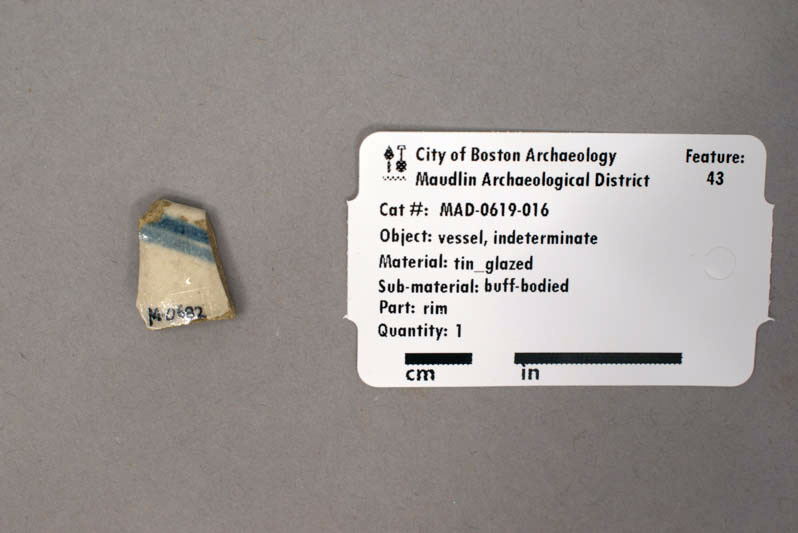 City of Boston Archaeology
Maudlin Archaeological District
Feature:
43
Cat #: MAD-0619-016
Object: vessel, indeterminate
Material: tin_glazed
Sub-material: buff-bodied
Part: rim
Quantity: 1
cm in
M-0682